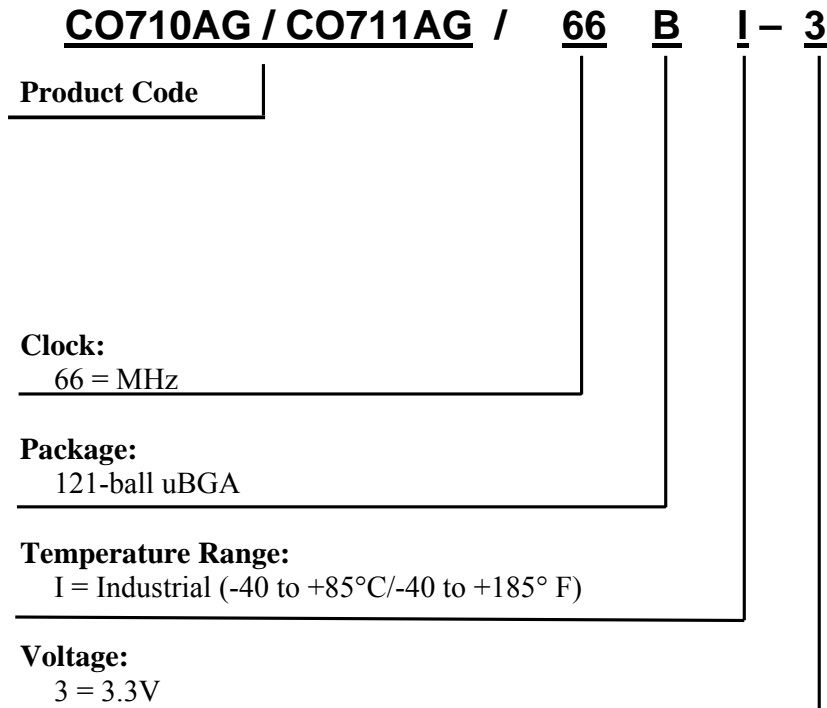 CO710AG / CO711AG / 66 B I – 3
Product Code
Clock:
66 = MHz
Package:
121-ball uBGA
Temperature Range:
I = Industrial (-40 to +85°C/-40 to +185° F)
Voltage:
3 = 3.3V